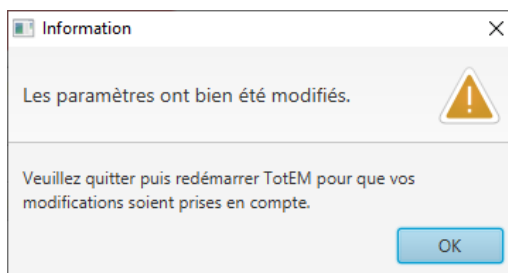 Information
Les paramètres ont bien été modifiés.
Veuillez quitter puis redémarrer TotEM pour que vos
modifications soient prises en compte.
OK